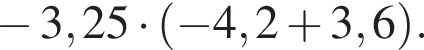 − 3,25 · (−4,2 + 3,6).